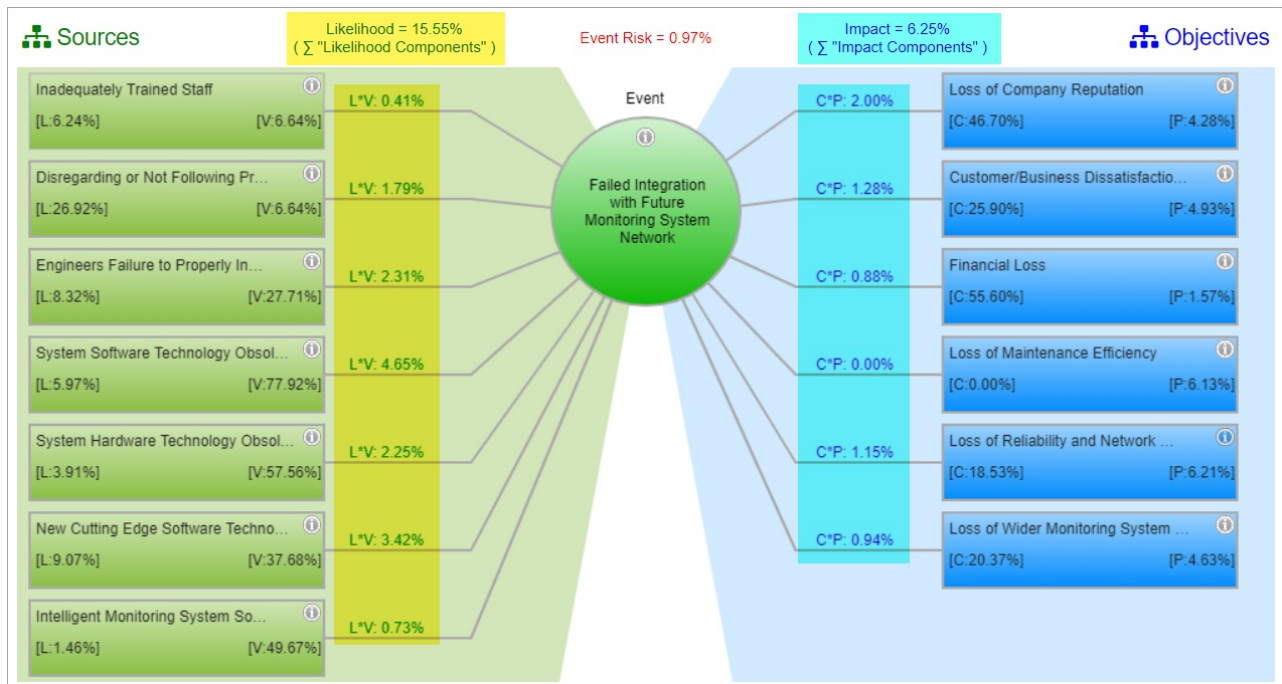 Sources
Likelihood = 15.55%
( ∑ "Likelihood Components" )
Event Risk = 0.97%
Impact = 6.25%
( ∑ "Impact Components" )
Objectives
Inadequately Trained Staff
[L:6.24%] [V:6.64%]
L*V: 0.41%
Disregarding or Not Following Pr...
[L:26.92%] [V:6.64%]
L*V: 1.79%
Engineers Failure to Properly In...
[L:8.32%] [V:27.71%]
L*V: 2.31%
System Software Technology Obsol...
[L:5.97%] [V:77.92%]
L*V: 4.65%
System Hardware Technology Obsol...
[L:3.91%] [V:57.56%]
L*V: 2.25%
New Cutting Edge Software Techno...
[L:9.07%] [V:37.68%]
L*V: 3.42%
Intelligent Monitoring System So...
[L:1.46%] [V:49.67%]
L*V: 0.73%
Event
Failed Integration
with Future
Monitoring System
Network
C*P: 2.00%
Loss of Company Reputation
[C:46.70%] [P:4.28%]
C*P: 1.28%
Customer/Business Dissatisfactio...
[C:25.90%] [P:4.93%]
C*P: 0.88%
Financial Loss
[C:55.60%] [P:1.57%]
C*P: 0.00%
Loss of Maintenance Efficiency
[C:0.00%] [P:6.13%]
C*P: 1.15%
Loss of Reliability and Network ...
[C:18.53%] [P:6.21%]
C*P: 0.94%
Loss of Wider Monitoring System ...
[C:20.37%] [P:4.63%]